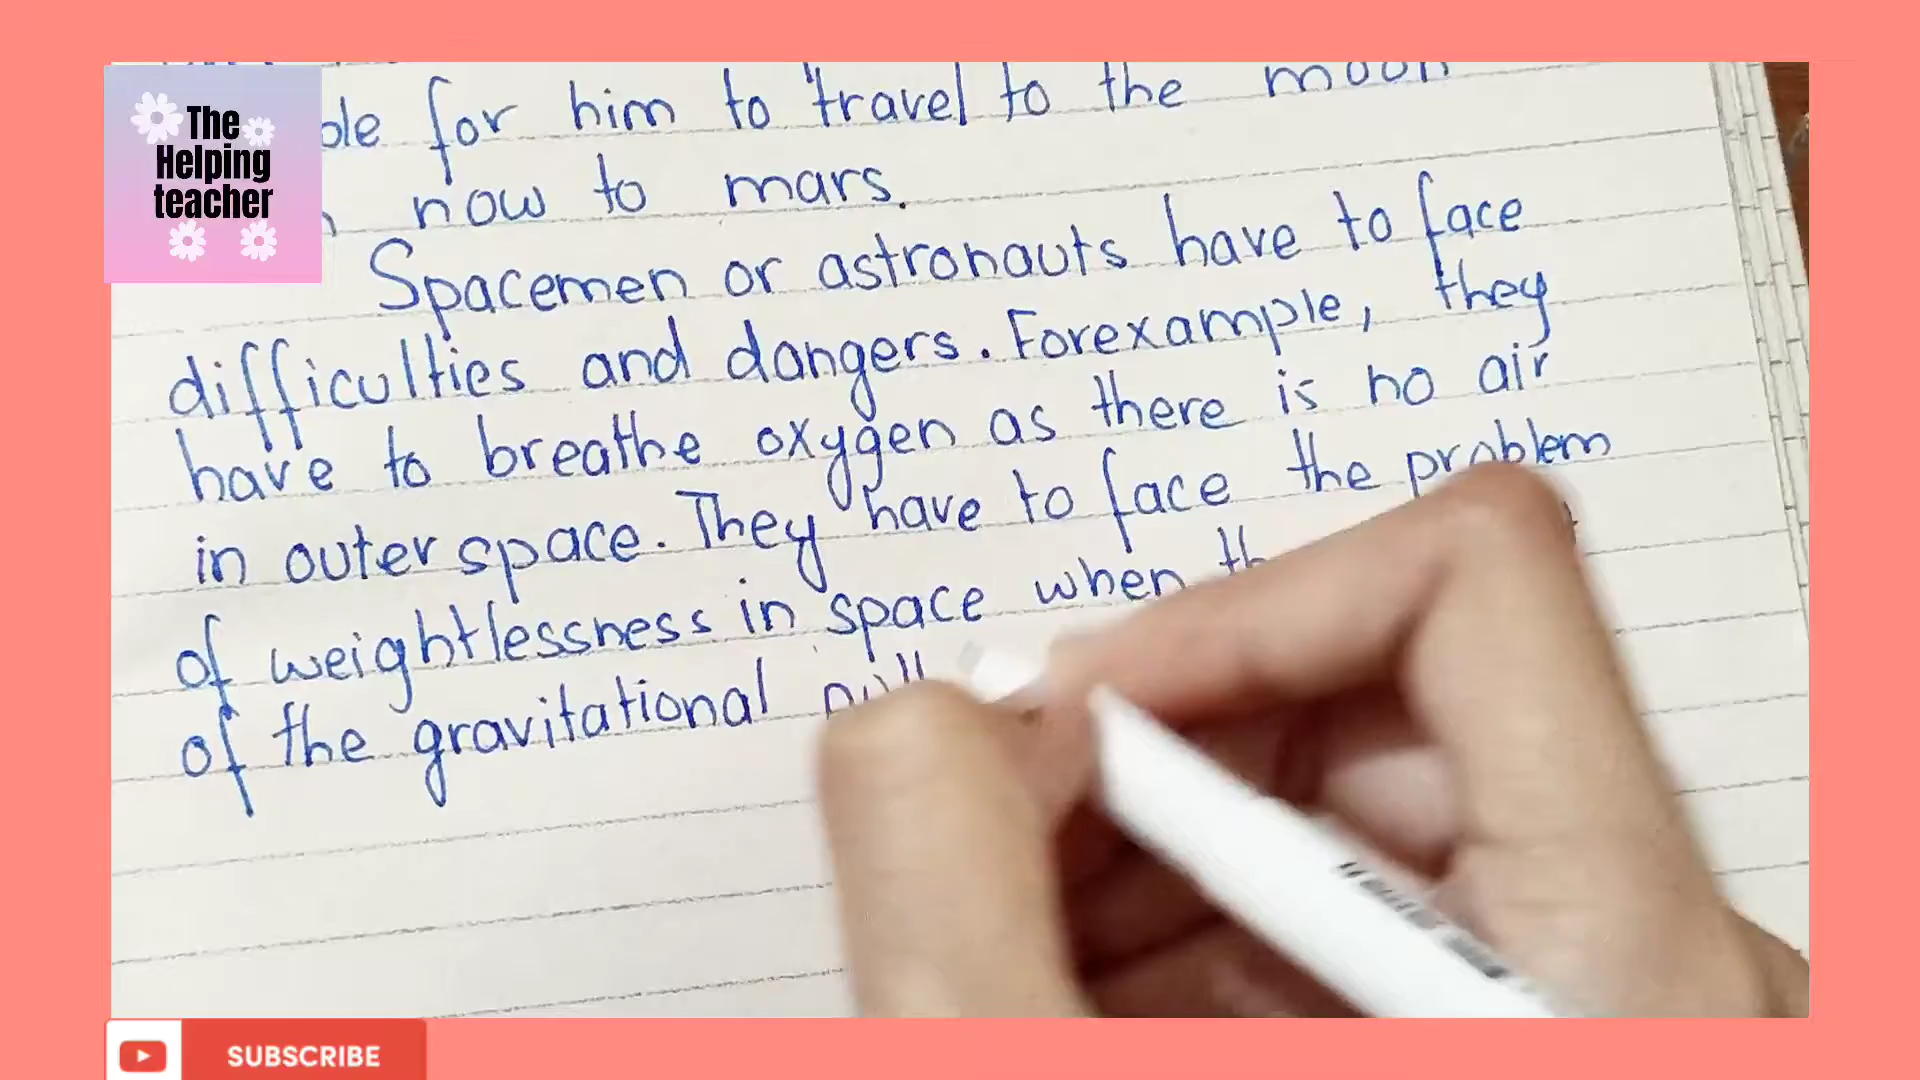 The
Helping
teacher
for him to travel to the moon
now to mars.
Spacemen or astronauts have to face
difficulties and dangers. Forexample, they
have to breathe oxygen as there is no air
in outer space. They have to face the problem
of weightlessness in space when
of the gravitational pull
SUBSCRIBE